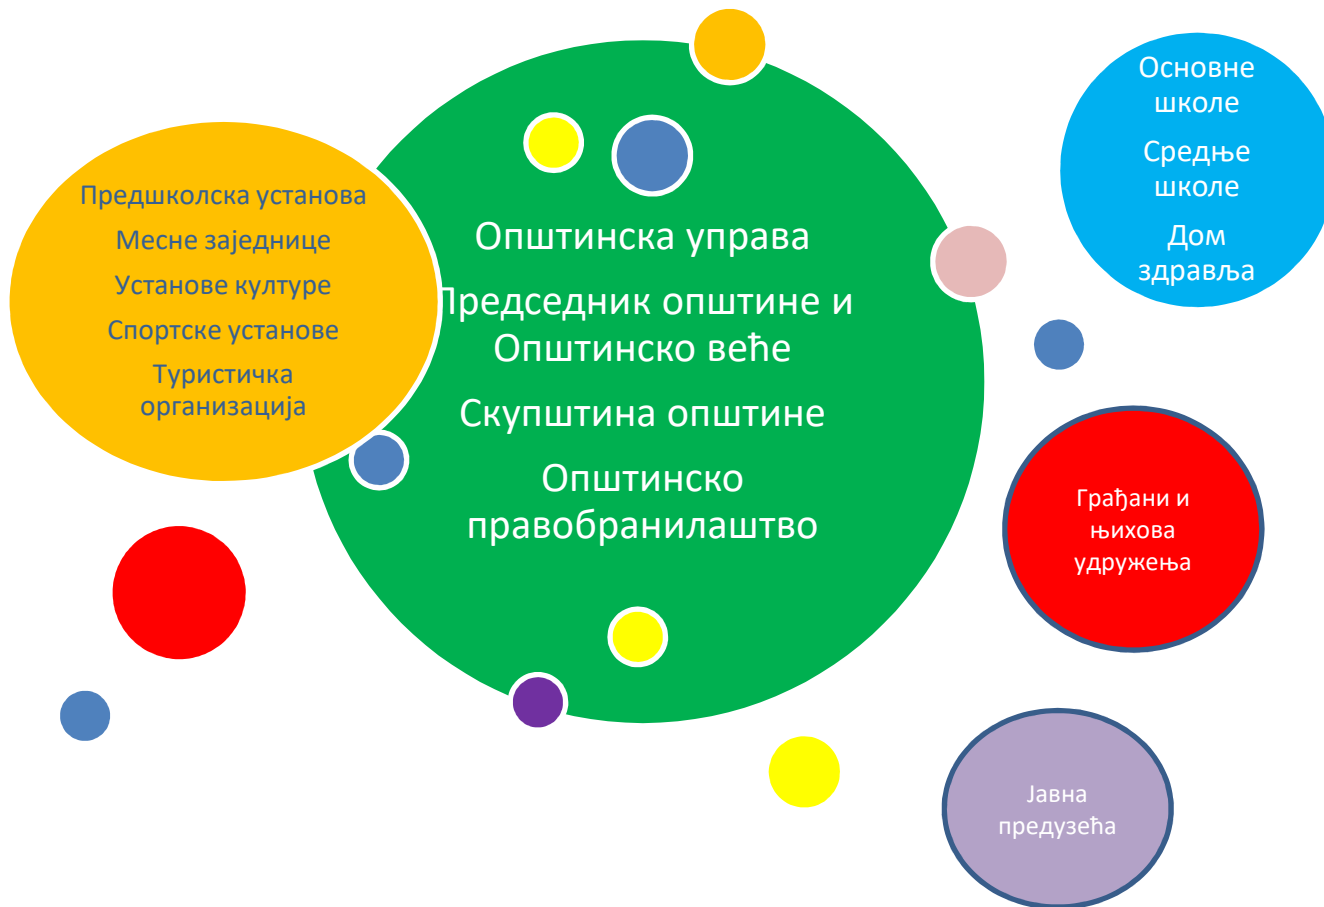 Предшколска установа
Месне заједнице
Установе културе
Спортске установе
Туристичка
организација
Општинска управа
Председник општине и
Општинско веће
Скупштина општине
Општинско
правобранилаштво
Основне
школе
Средње
школе
Дом
здравља
Грађани и
њихова
удружења
Јавна
предузећа